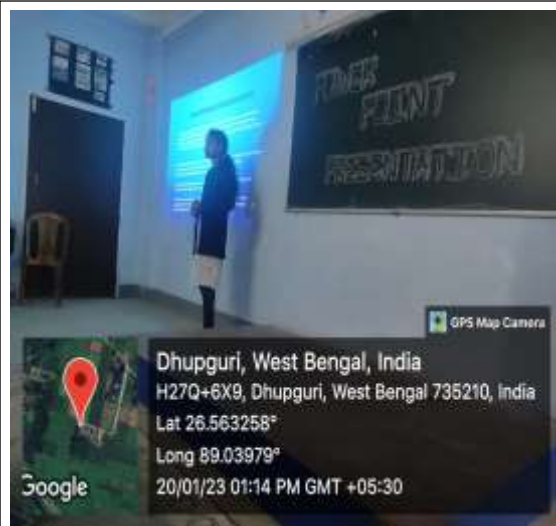 POWER
POINT
PRESENTATION
GPS Map Camera
Dhupguri, West Bengal, India
H27Q+6X9, Dhupguri, West Bengal 735210, India
Lat 26.563258°
Long 89.03979°
20/01/23 01:14 PM GMT +05:30
Google